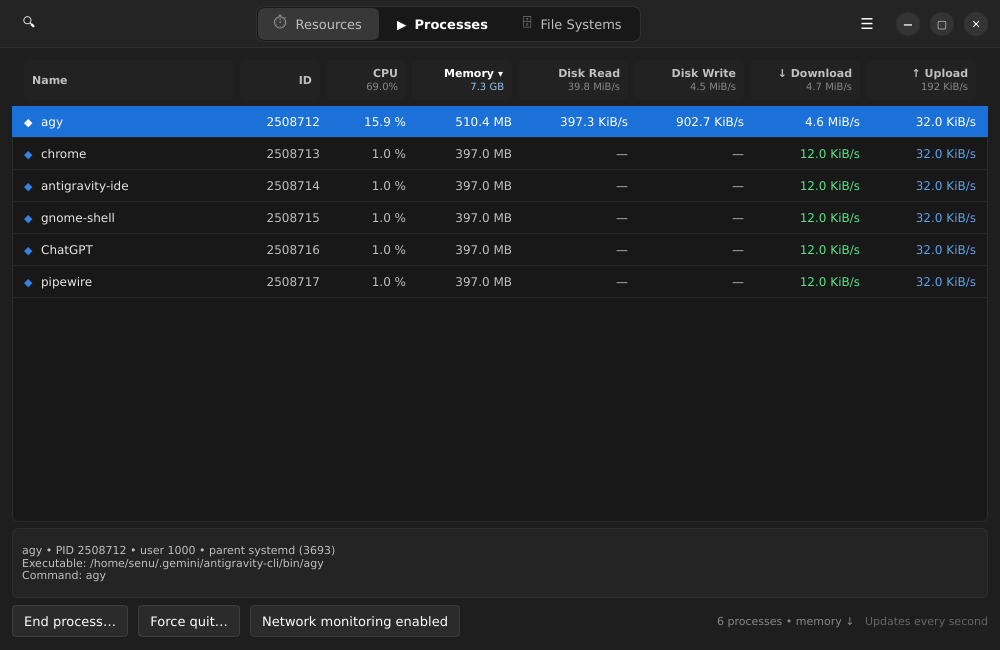 Resources Processes File Systems
Name ID CPU Memory ▾ Disk Read Disk Write ↓ Download ↑ Upload
69.0% 7.3 GB 39.8 MiB/s 4.5 MiB/s 4.7 MiB/s 192 KiB/s
agy 2508712 15.9 % 510.4 MB 397.3 KiB/s 902.7 KiB/s 4.6 MiB/s 32.0 KiB/s
chrome 2508713 1.0 % 397.0 MB — — 12.0 KiB/s 32.0 KiB/s
antigravity-ide 2508714 1.0 % 397.0 MB — — 12.0 KiB/s 32.0 KiB/s
gnome-shell 2508715 1.0 % 397.0 MB — — 12.0 KiB/s 32.0 KiB/s
ChatGPT 2508716 1.0 % 397.0 MB — — 12.0 KiB/s 32.0 KiB/s
pipewire 2508717 1.0 % 397.0 MB — — 12.0 KiB/s 32.0 KiB/s
agy • PID 2508712 • user 1000 • parent systemd (3693)
Executable: /home/senu/.gemini/antigravity-cli/bin/agy
Command: agy
End process... Force quit... Network monitoring enabled 6 processes • memory ↓ Updates every second